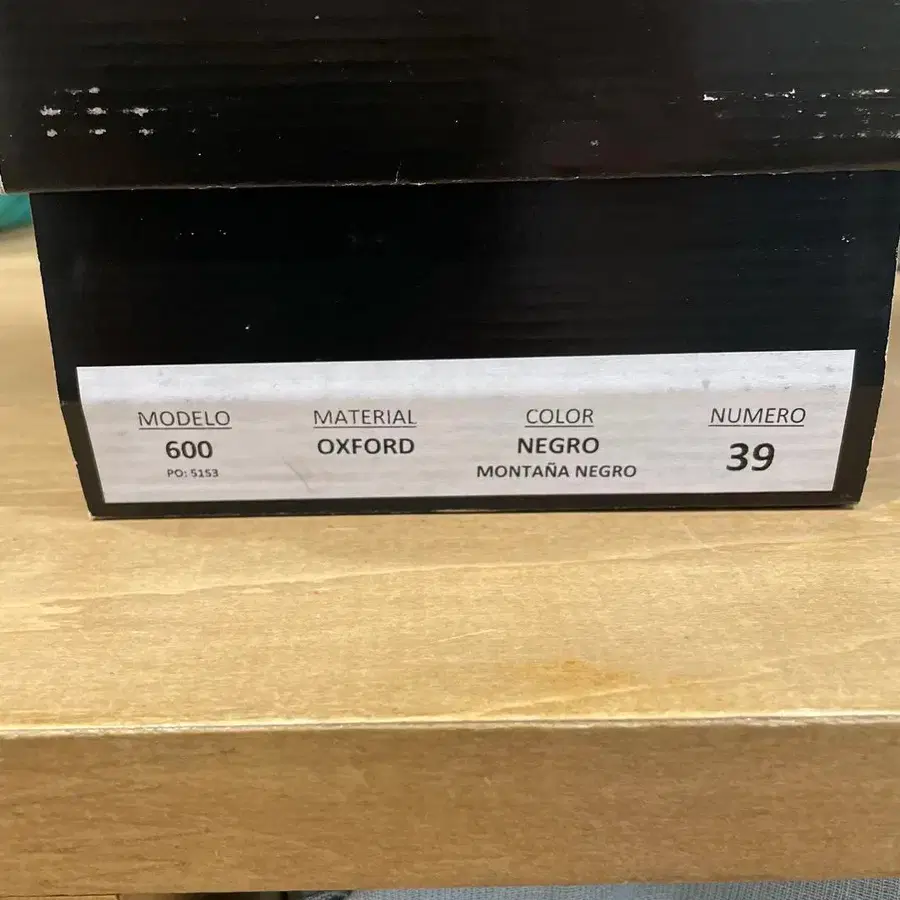 MODELO MATERIAL COLOR NUMERO
600 OXFORD NEGRO 39
PO: 5153 MONTAÑA NEGRO